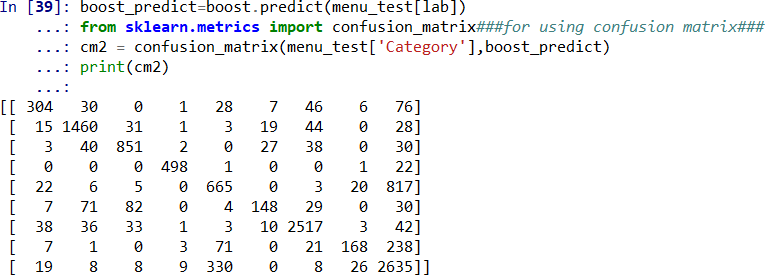 In [39]: boost_predict=boost.predict(menu_test[lab])
...: from sklearn.metrics import confusion_matrix###for using confusion matrix###
...: cm2 = confusion_matrix(menu_test['Category'],boost_predict)
...: print(cm2)
...:
[[ 304 30 0 1 28 7 46 6 76]
[ 15 1460 31 1 3 19 44 0 28]
[ 3 40 851 2 0 27 38 0 30]
[ 0 0 0 498 1 0 0 1 22]
[ 22 6 5 0 665 0 3 20 817]
[ 7 71 82 0 4 148 29 0 30]
[ 38 36 33 1 3 10 2517 3 42]
[ 7 1 0 3 71 0 21 168 238]
[ 19 8 8 9 330 0 8 26 2635]]